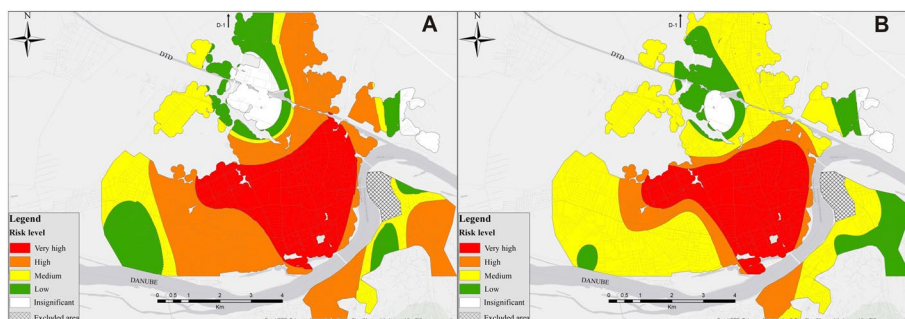 N
D-1
A
DTD
Legend
Risk level
Very high
High
Medium
Low
Insignificant
Excluded area
DANUBE
0 0,5 1 2 3 4
Km
N
D-1
B
DTD
Legend
Risk level
Very high
High
Medium
Low
Insignificant
Excluded area
DANUBE
0 0,5 1 2 3 4
Km